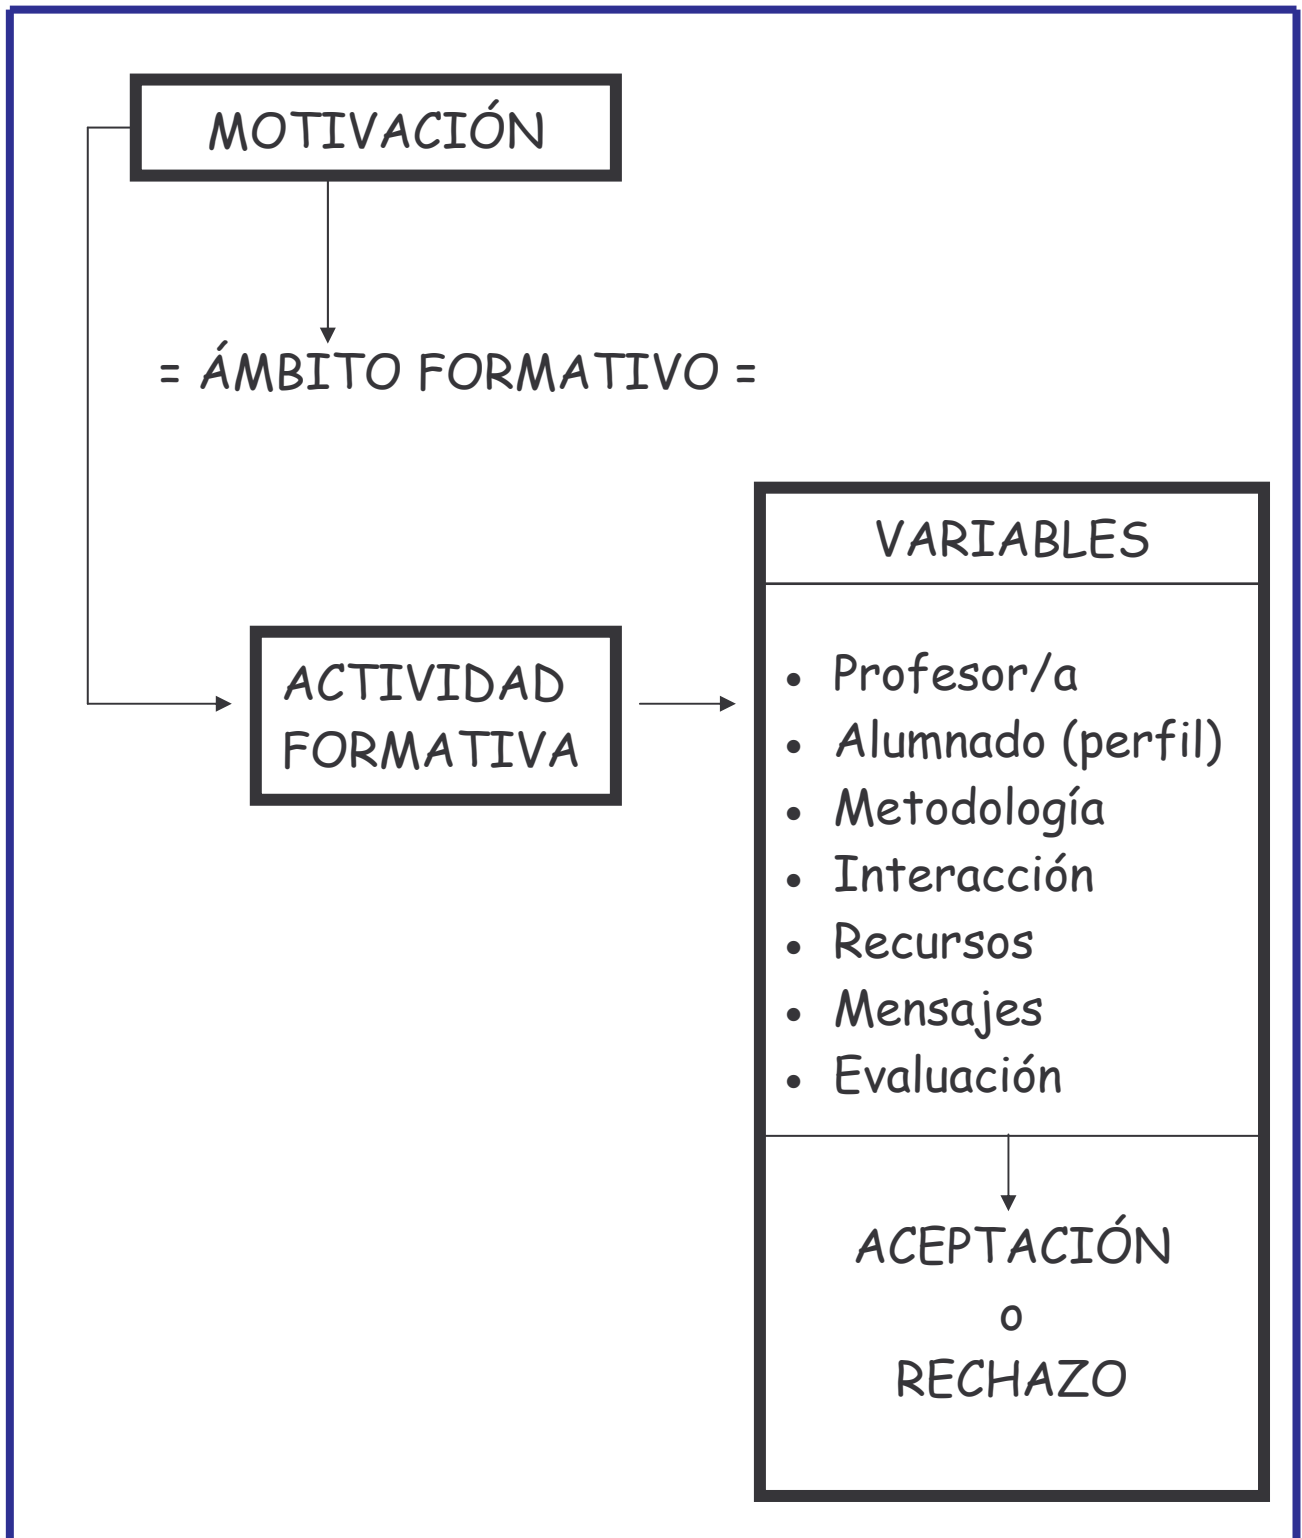 MOTIVACIÓN
= ÁMBITO FORMATIVO =
ACTIVIDAD
FORMATIVA
VARIABLES
• Profesor/a
• Alumnado (perfil)
• Metodología
• Interacción
• Recursos
• Mensajes
• Evaluación
ACEPTACIÓN
o
RECHAZO